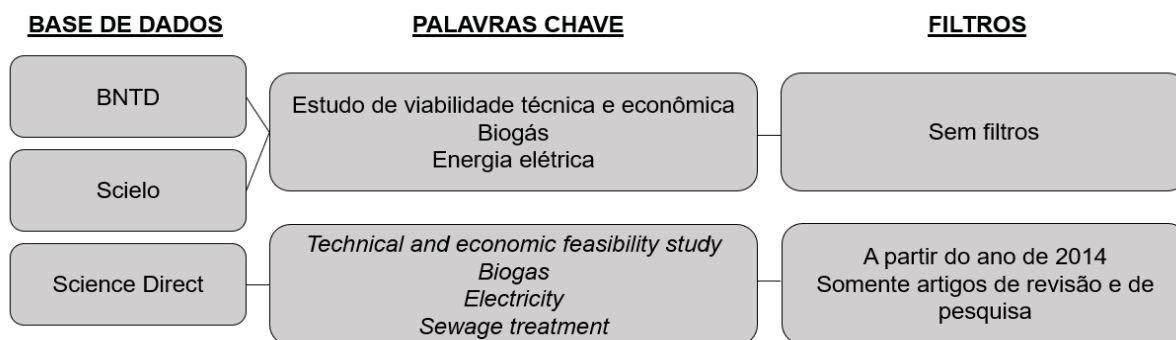 BASE DE DADOS
PALAVRAS CHAVE
FILTROS
BNTD
Scielo
Estudo de viabilidade técnica e econômica
Biogás
Energia elétrica
Sem filtros
Science Direct
Technical and economic feasibility study
Biogas
Electricity
Sewage treatment
A partir do ano de 2014
Somente artigos de revisão e de
pesquisa